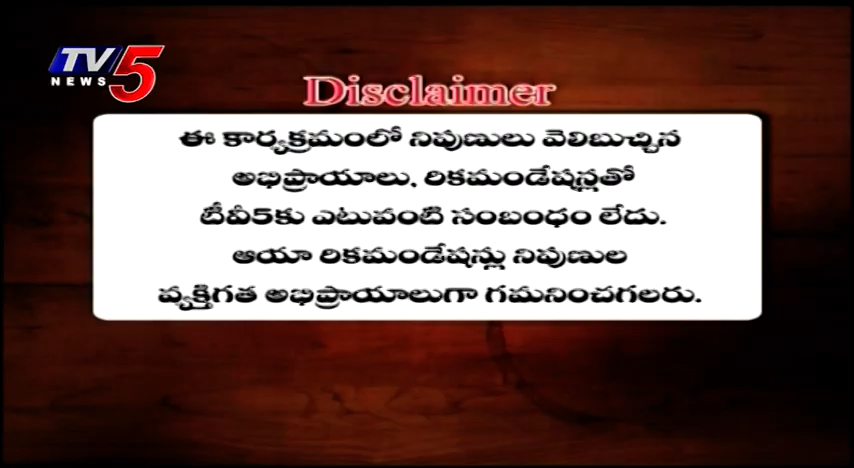 TV5
NEWS
Disclaimer
ఈ కార్యక్రమంలో నిపుణులు వెలిబుచ్చిన
అభిప్రాయాలు, రికమండేషన్లతో
టీవీ5కు ఎటువంటి సంబంధం లేదు.
ఆయా రికమండేషన్లు నిపుణుల
వ్యక్తిగత అభిప్రాయాలుగా గమనించగలరు.